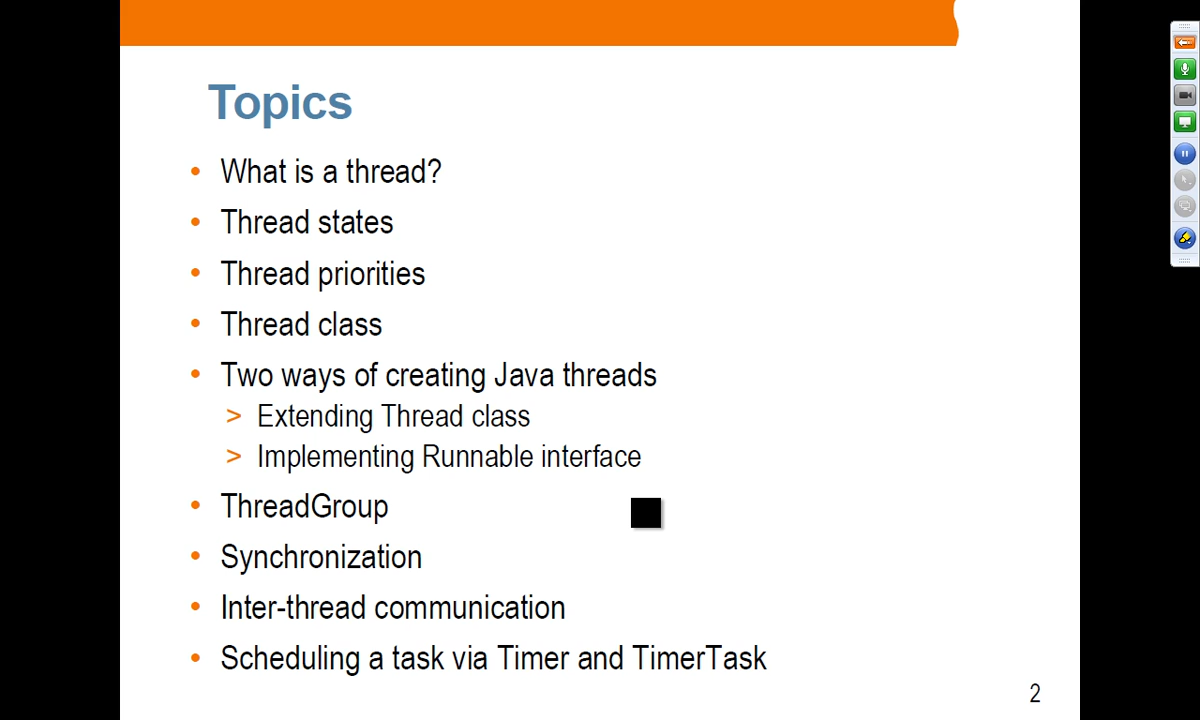 Topics
• What is a thread?
• Thread states
• Thread priorities
• Thread class
• Two ways of creating Java threads
> Extending Thread class
> Implementing Runnable interface
• ThreadGroup
• Synchronization
• Inter-thread communication
• Scheduling a task via Timer and TimerTask
2